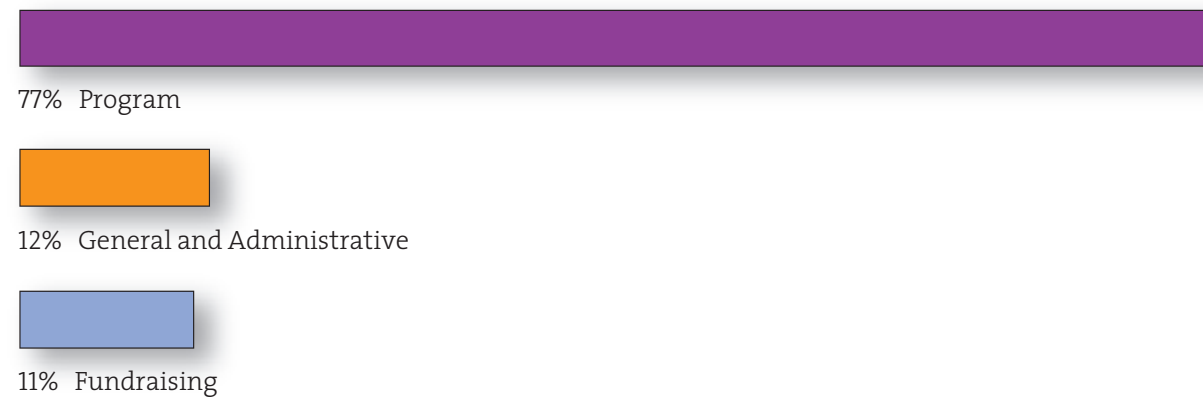 77% Program
12% General and Administrative
11% Fundraising